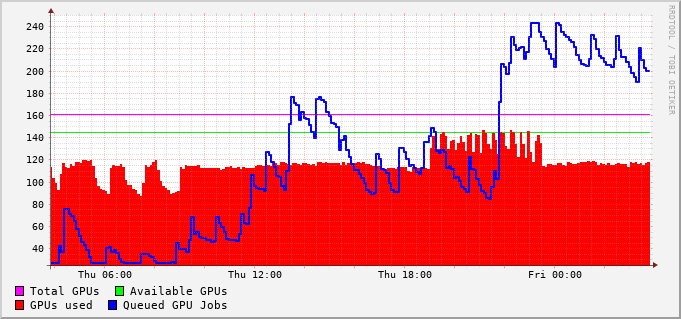 RRDTOOL / TOBI OETIKER
240
220
200
180
160
140
120
100
80
60
40
Thu 06:00 Thu 12:00 Thu 18:00 Fri 00:00
Total GPUs Available GPUs
GPUs used Queued GPU Jobs